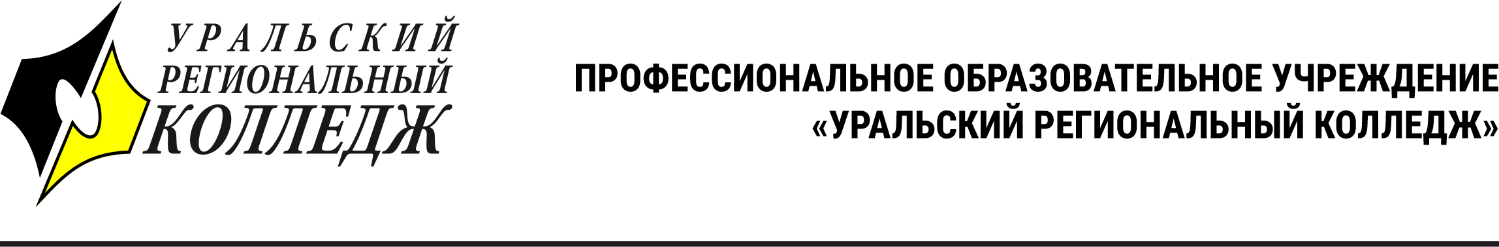 УРАЛЬСКИЙ
РЕГИОНАЛЬНЫЙ
КОЛЛЕДЖ
ПРОФЕССИОНАЛЬНОЕ ОБРАЗОВАТЕЛЬНОЕ УЧРЕЖДЕНИЕ
«УРАЛЬСКИЙ РЕГИОНАЛЬНЫЙ КОЛЛЕДЖ»